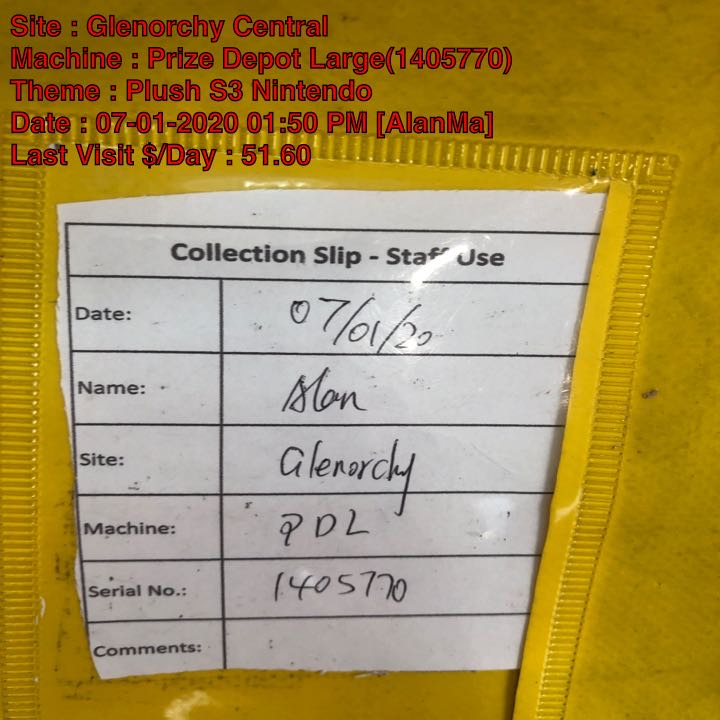 Site : Glenorchy Central
Machine : Prize Depot Large(1405770)
Theme : Plush S3 Nintendo
Date : 07-01-2020 01:50 PM [AlanMa]
Last Visit $/Day : 51.60
Collection Slip - Staff Use
Date: 07/01/20
Name: Alan
Site: Glenorchy
Machine: PDL
Serial No.: 1405770
Comments: